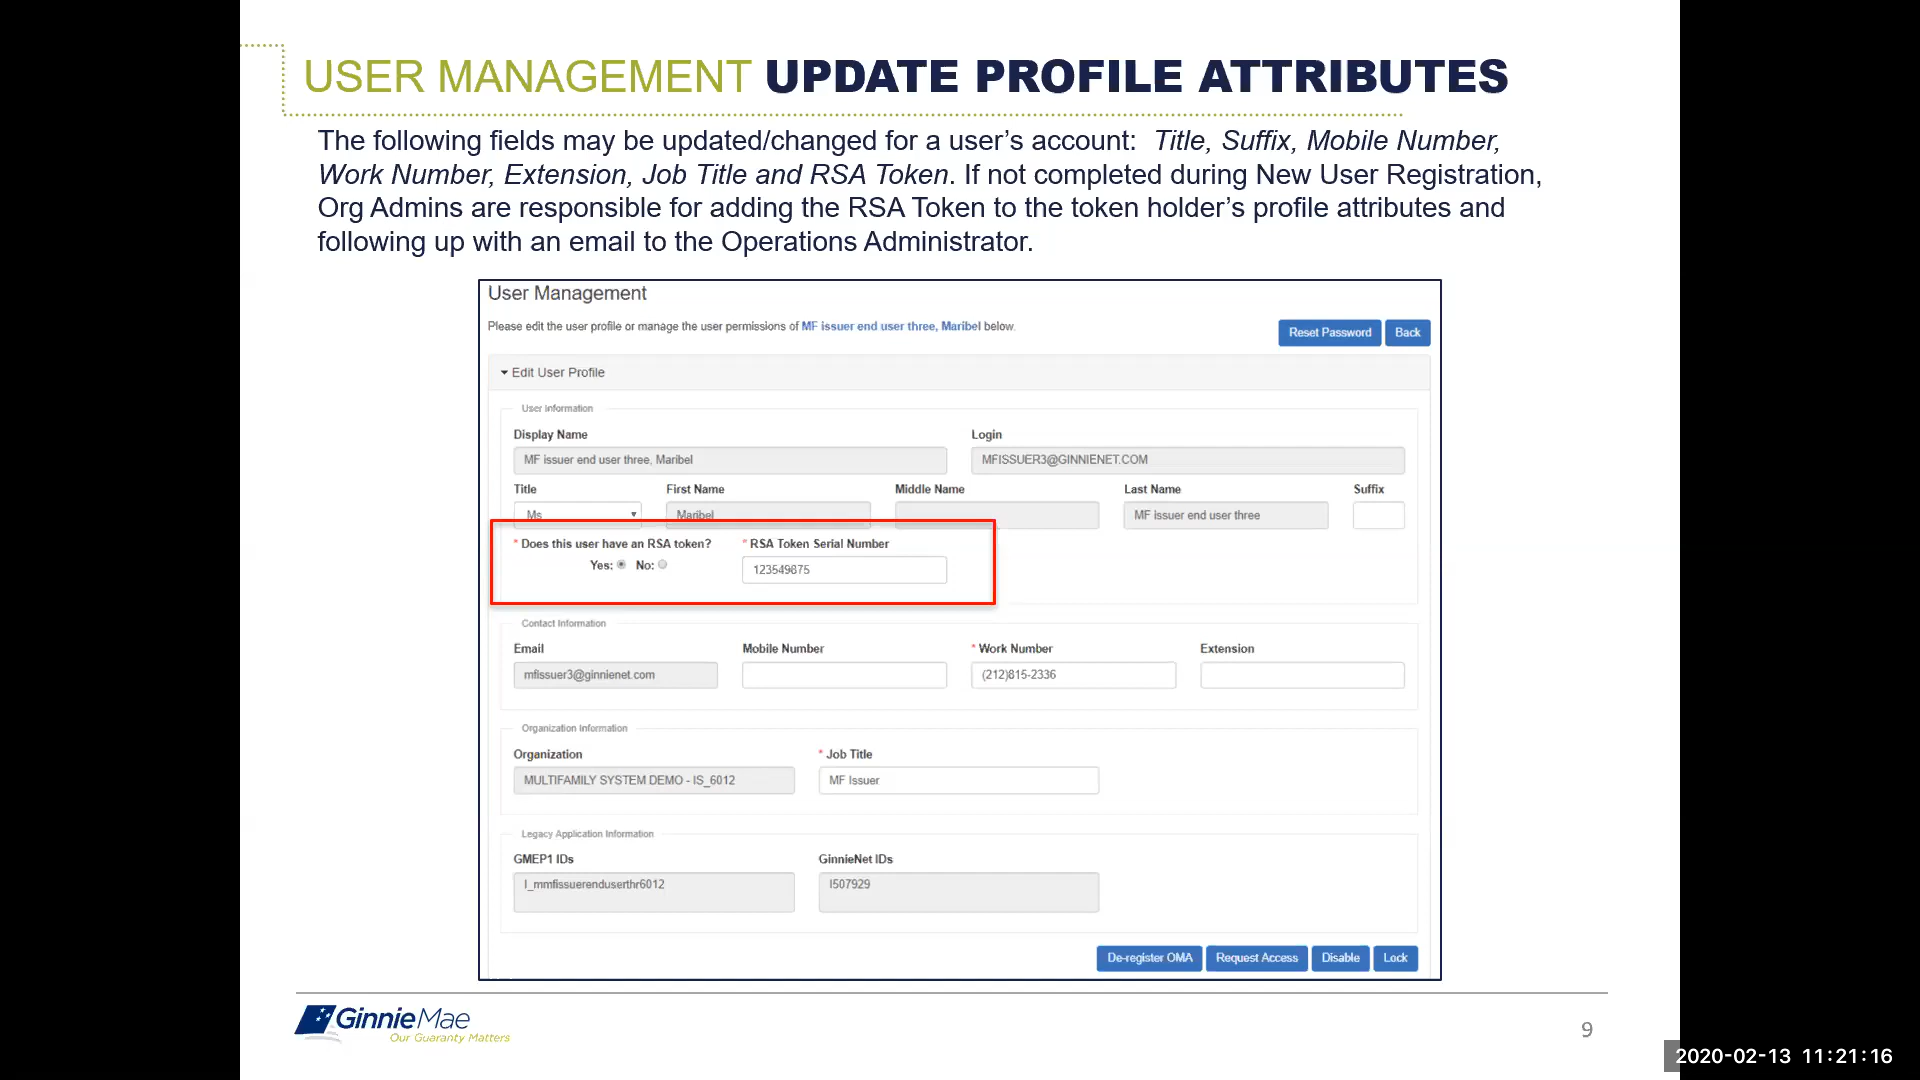 USER MANAGEMENT UPDATE PROFILE ATTRIBUTES
The following fields may be updated/changed for a user’s account:  Title, Suffix, Mobile Number,
Work Number, Extension, Job Title and RSA Token. If not completed during New User Registration,
Org Admins are responsible for adding the RSA Token to the token holder’s profile attributes and
following up with an email to the Operations Administrator.
User Management
Please edit the user profile or manage the user permissions of MF issuer end user three, Maribel below.
Reset Password Back
Edit User Profile
User Information
Display Name Login
MF issuer end user three, Maribel MFISSUER3@GINNIENET.COM
Title First Name Middle Name Last Name Suffix
Ms Maribel MF issuer end user three
* Does this user have an RSA token? * RSA Token Serial Number
Yes: No: 123549875
Contact Information
Email Mobile Number * Work Number Extension
mfissuer3@ginnienet.com (212)815-2336
Organization Information
Organization * Job Title
MULTIFAMILY SYSTEM DEMO - IS_6012 MF Issuer
Legacy Application Information
GMEP1 IDs GinnieNet IDs
I_mmfissuerenduserthr6012 I507929
De-register OMA Request Access Disable Lock
GinnieMae
Our Guaranty Matters
9
2020-02-13 11:21:16